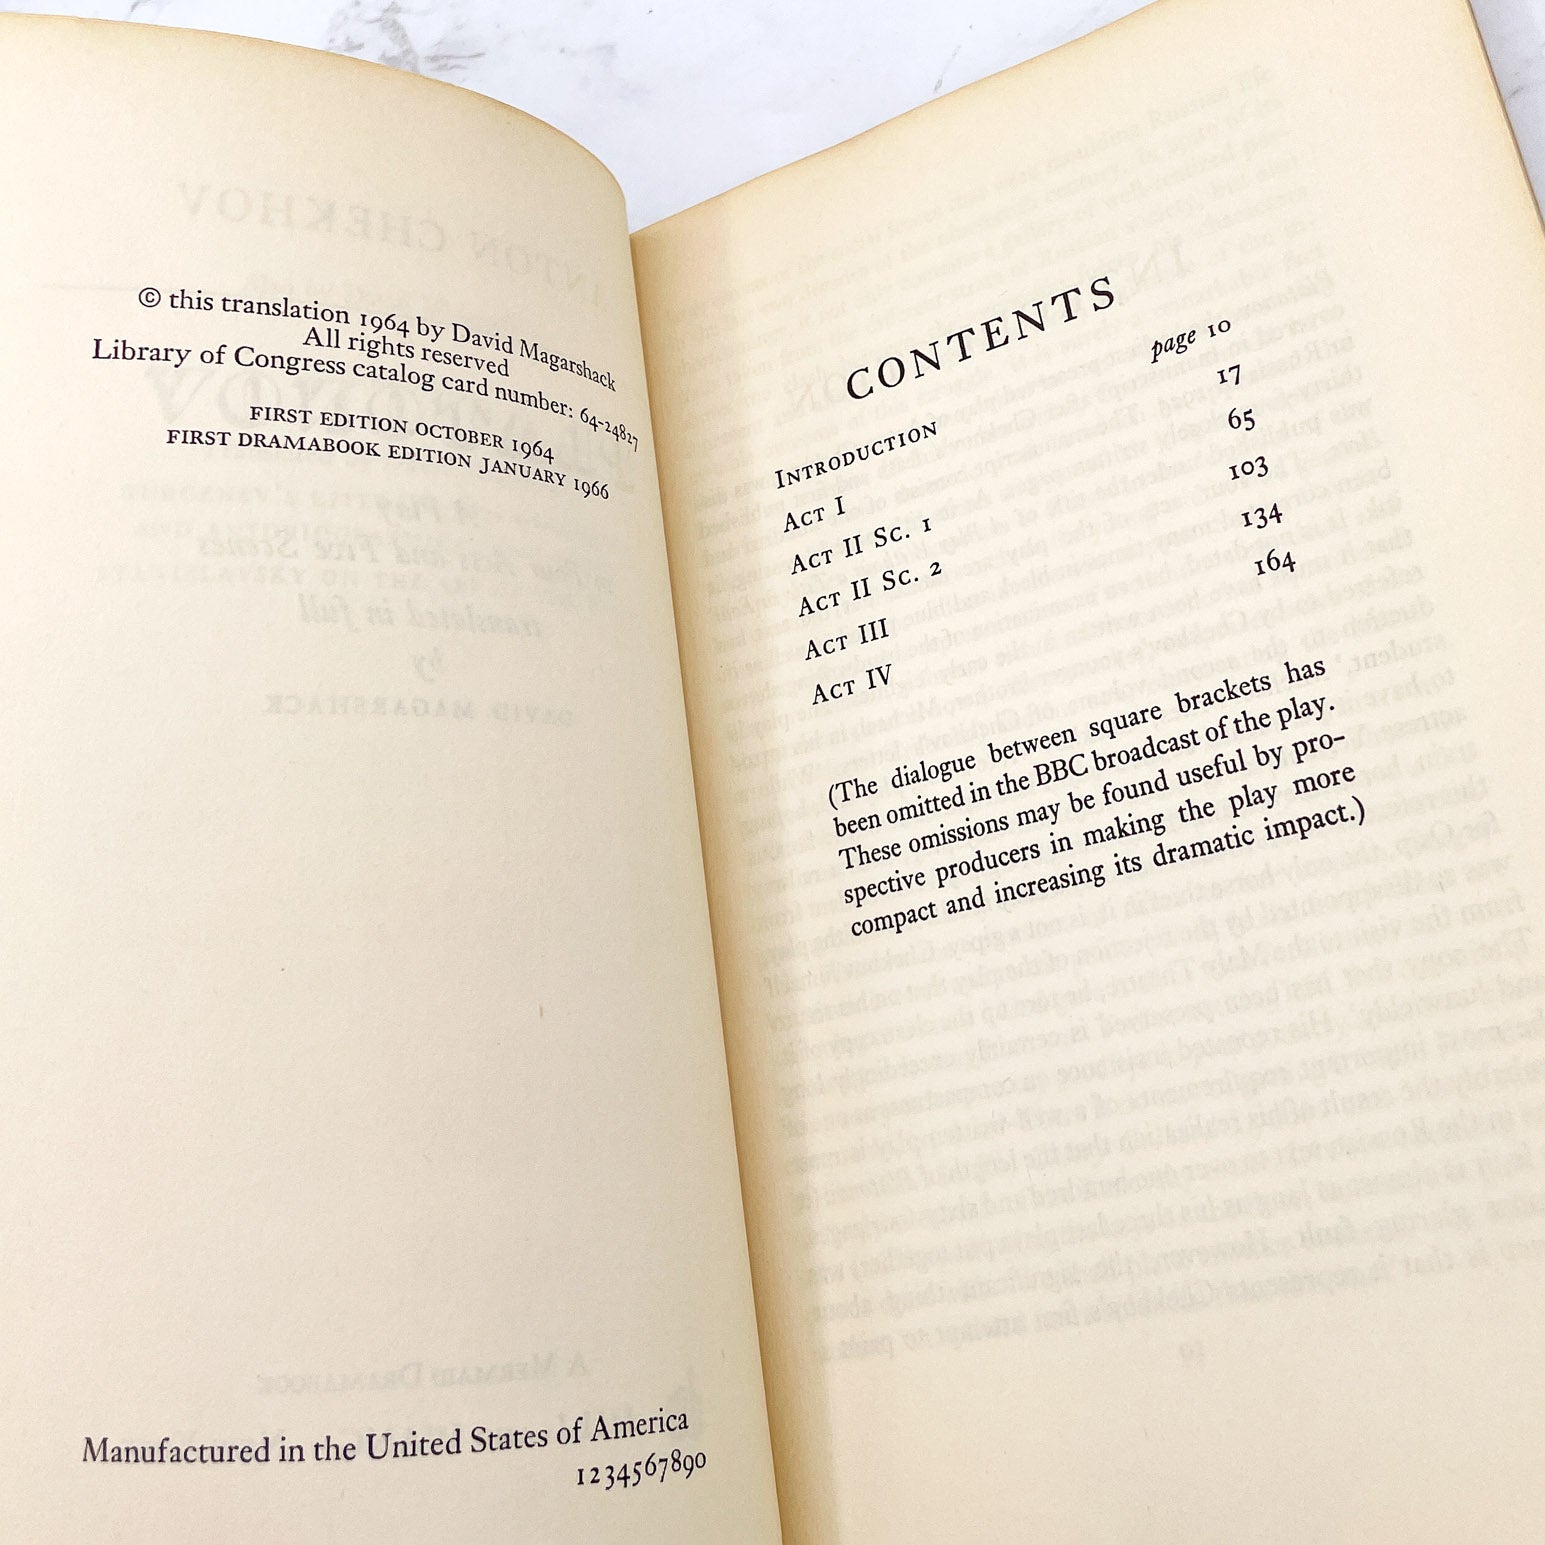 © this translation 1964 by David Magarshack
All rights reserved
Library of Congress catalog card number: 64-24827
FIRST EDITION OCTOBER 1964
FIRST DRAMABOOK EDITION JANUARY 1966
Manufactured in the United States of America
1234567890
CONTENTS
INTRODUCTION page 10
ACT I 17
ACT II SC. 1 65
ACT II SC. 2 103
ACT III 134
ACT IV 164
(The dialogue between square brackets has
been omitted in the BBC broadcast of the play.
These omissions may be found useful by pro-
spective producers in making the play more
compact and increasing its dramatic impact.)